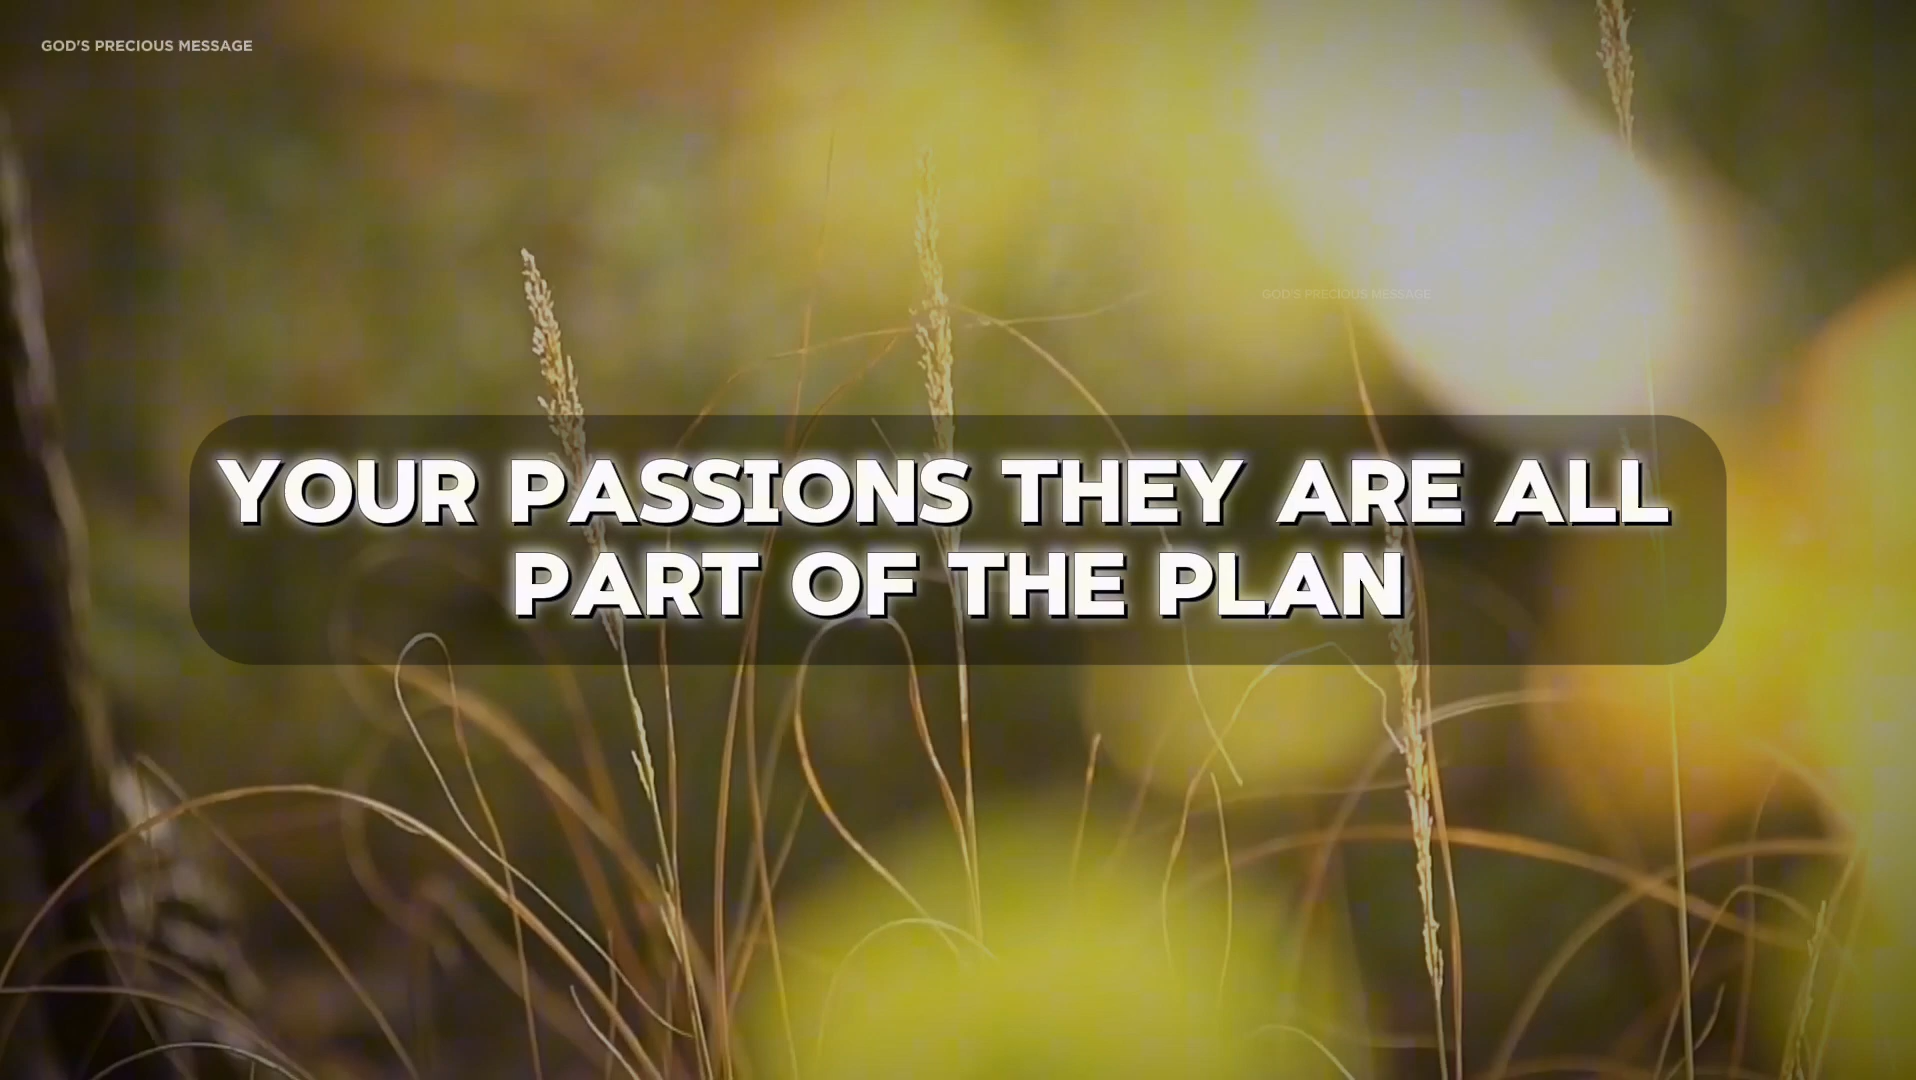 GOD'S PRECIOUS MESSAGE
GOD'S PRECIOUS MESSAGE
YOUR PASSIONS THEY ARE ALL
PART OF THE PLAN